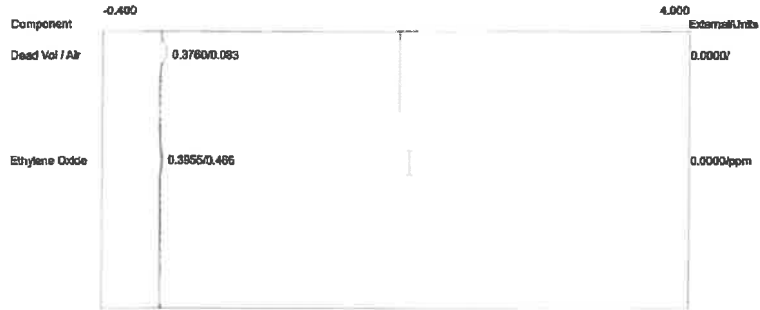 -0.400 4.000
Component External/Units
Dead Vol / Air 0.3760/0.083 0.0000/
Ethylene Oxide 0.3955/0.466 0.0000/ppm